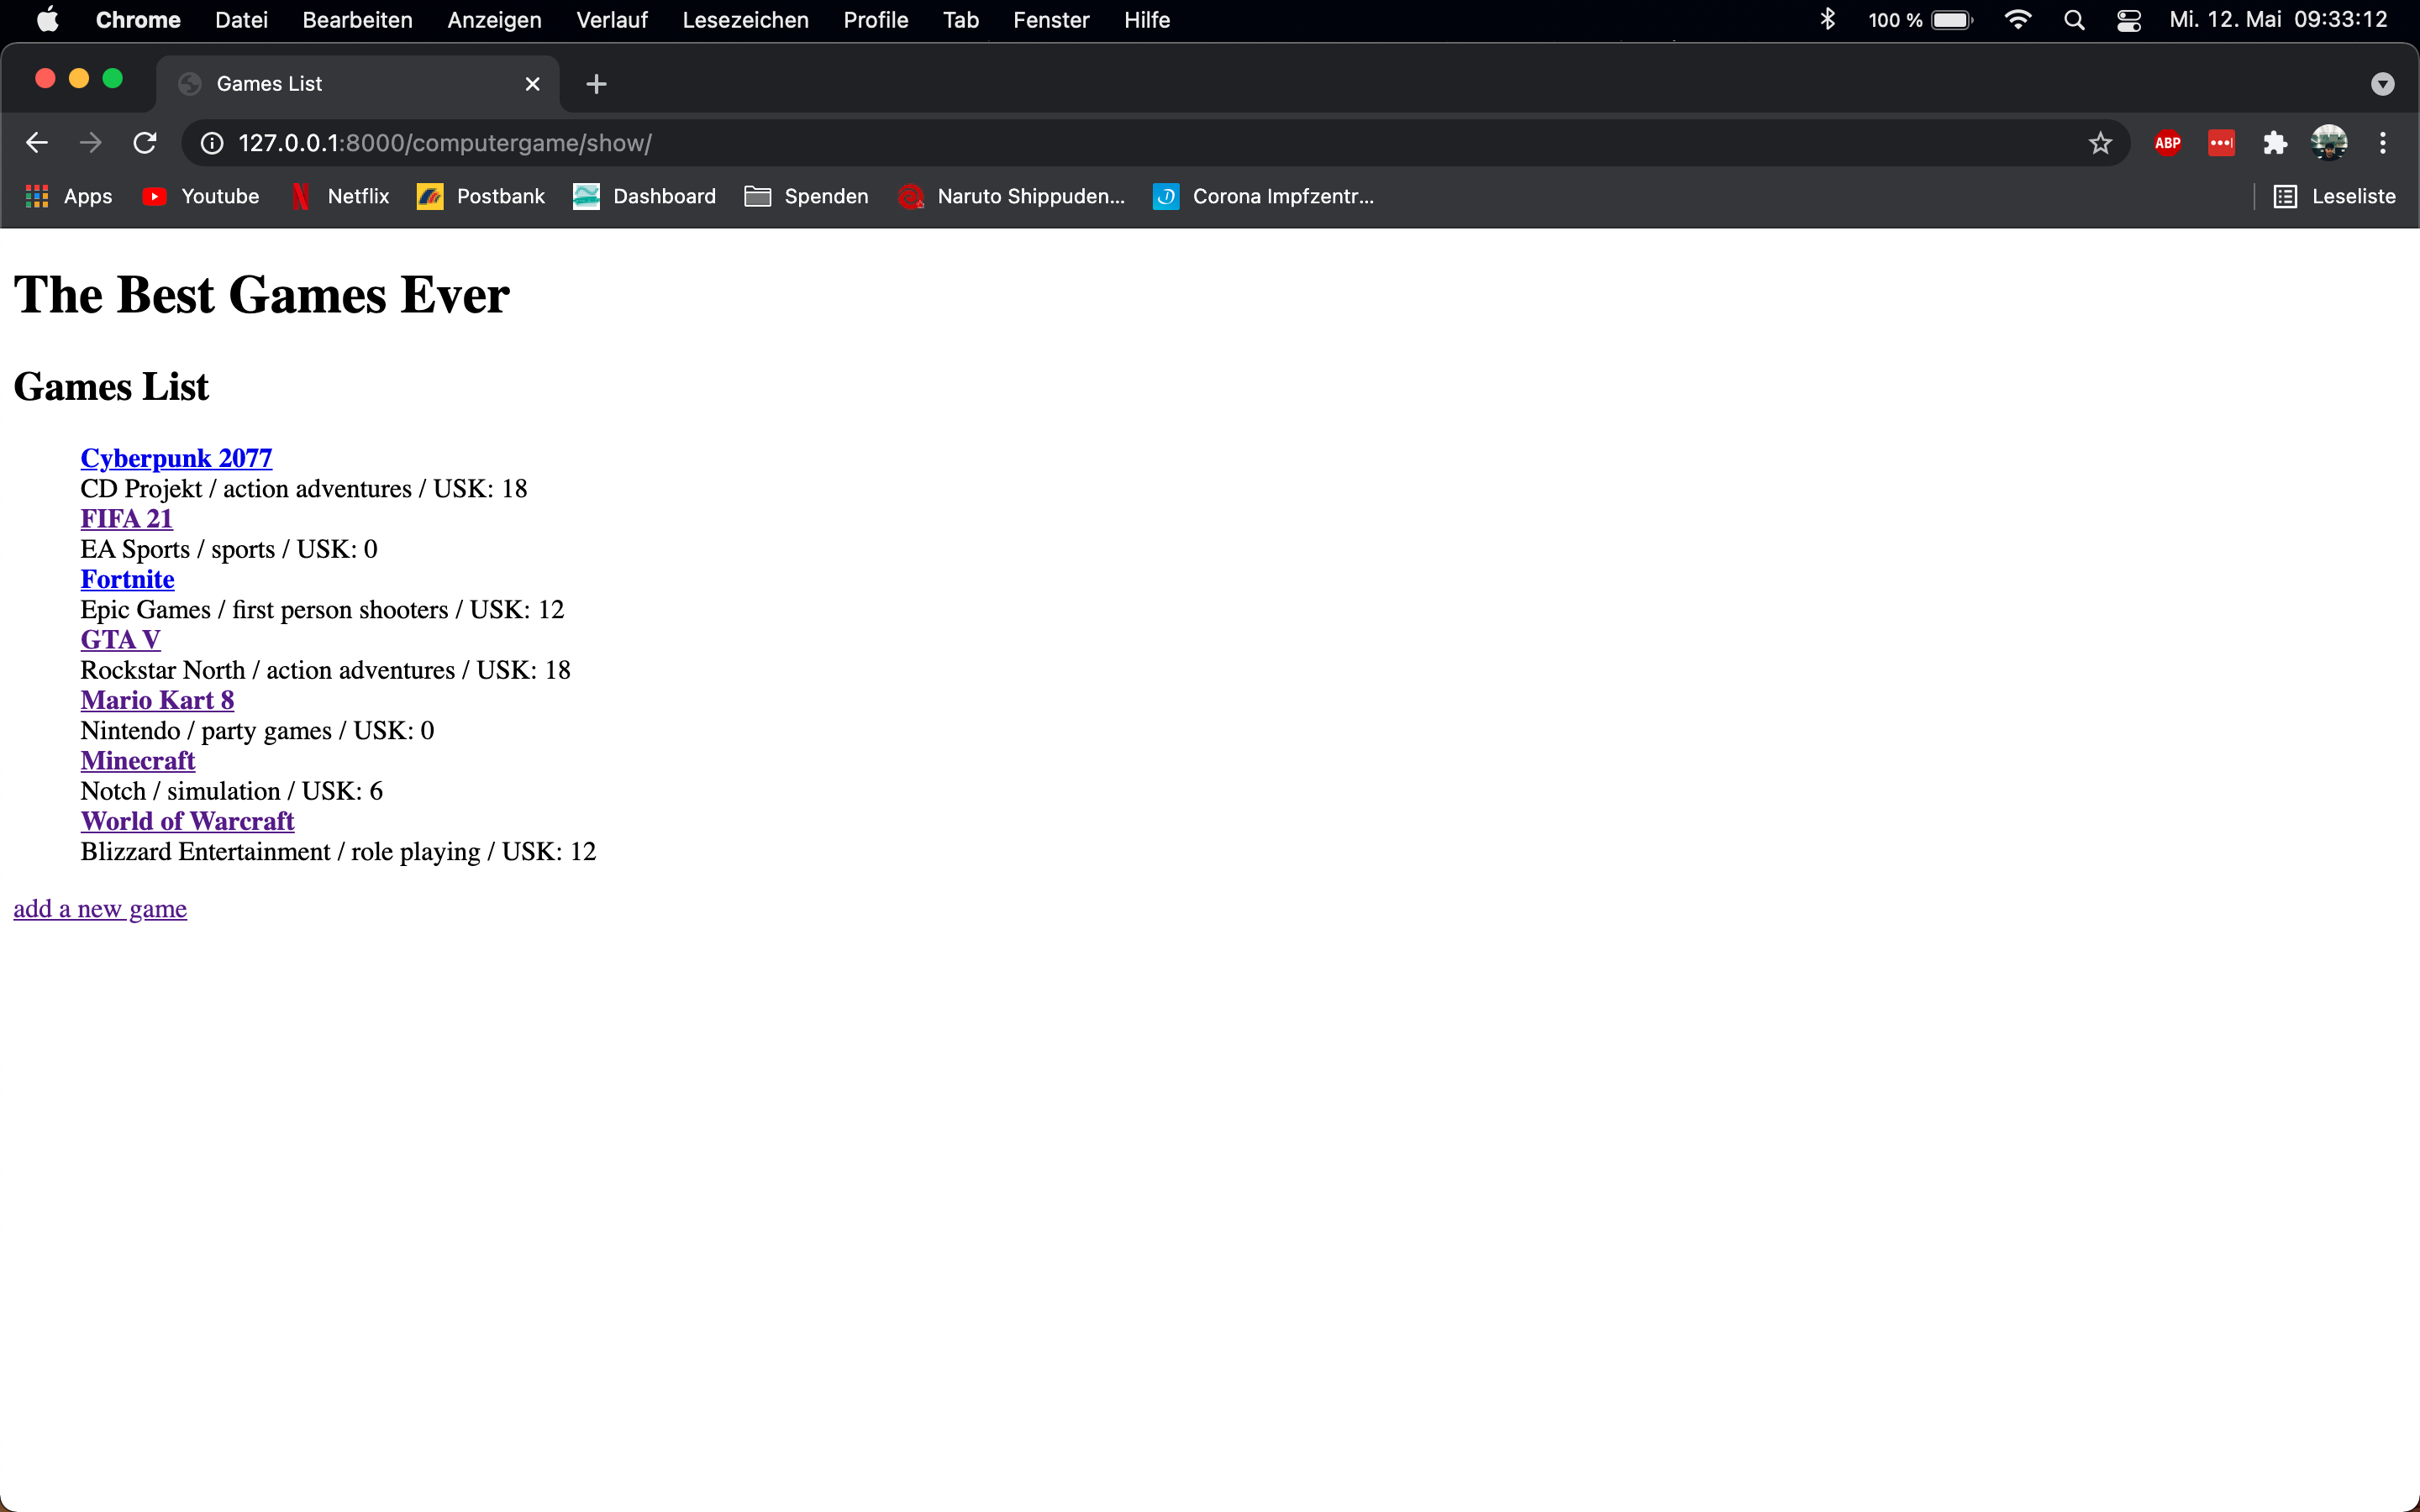 Chrome Datei Bearbeiten Anzeigen Verlauf Lesezeichen Profile Tab Fenster Hilfe 100 % Mi. 12. Mai 09:33:12
Games List
127.0.0.1:8000/computergame/show/ ABP
Apps Youtube Netflix Postbank Dashboard Spenden Naruto Shippuden... Corona Impfzentr... Leseliste
The Best Games Ever
Games List
Cyberpunk 2077
CD Projekt / action adventures / USK: 18
FIFA 21
EA Sports / sports / USK: 0
Fortnite
Epic Games / first person shooters / USK: 12
GTA V
Rockstar North / action adventures / USK: 18
Mario Kart 8
Nintendo / party games / USK: 0
Minecraft
Notch / simulation / USK: 6
World of Warcraft
Blizzard Entertainment / role playing / USK: 12
add a new game